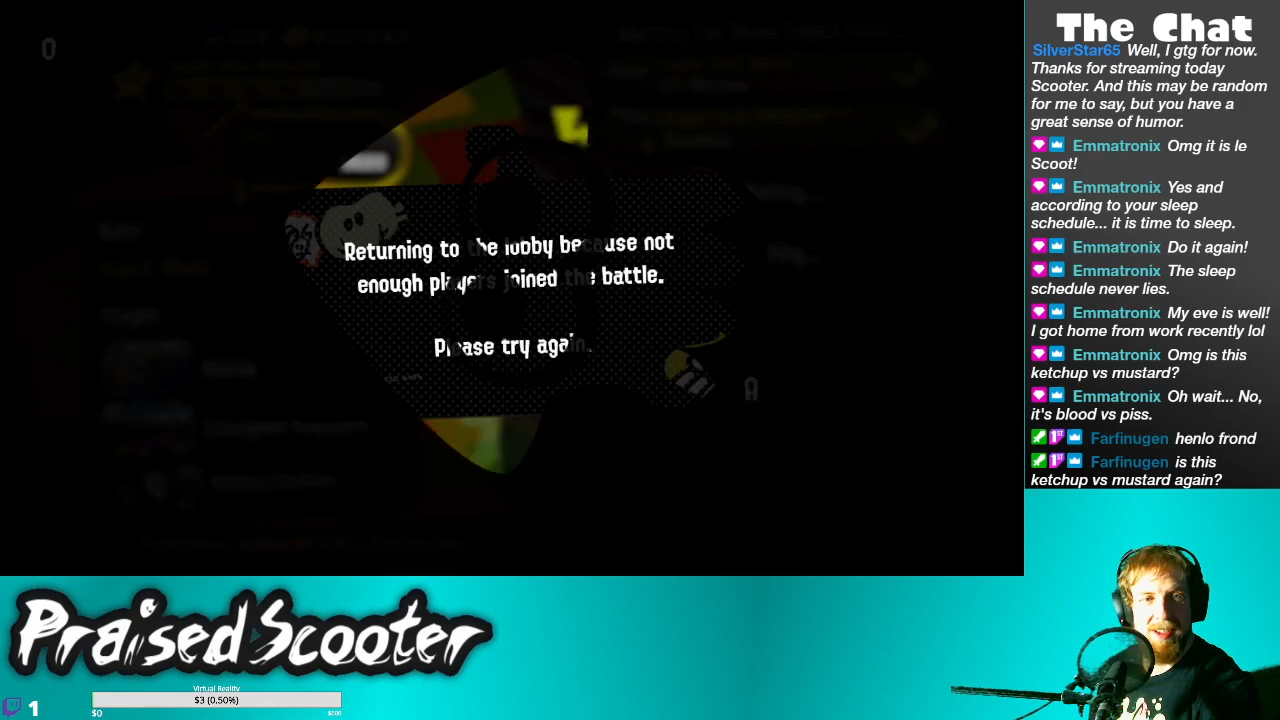 0
Returning to the lobby because not
enough players joined the battle.
Please try again.
A
The Chat
SilverStar65 Well, I gtg for now.
Thanks for streaming today
Scooter. And this may be random
for me to say, but you have a
great sense of humor.
Emmatronix Omg it is le
Scoot!
Emmatronix Yes and
according to your sleep
schedule... it is time to sleep.
Emmatronix Do it again!
Emmatronix The sleep
schedule never lies.
Emmatronix My eve is well!
I got home from work recently lol
Emmatronix Omg is this
ketchup vs mustard?
Emmatronix Oh wait... No,
it's blood vs piss.
1ST Farfinugen henlo frond
1ST Farfinugen is this
ketchup vs mustard again?
PraisedScooter
Virtual Reality
$3 (0.50%)
1
$0
$600